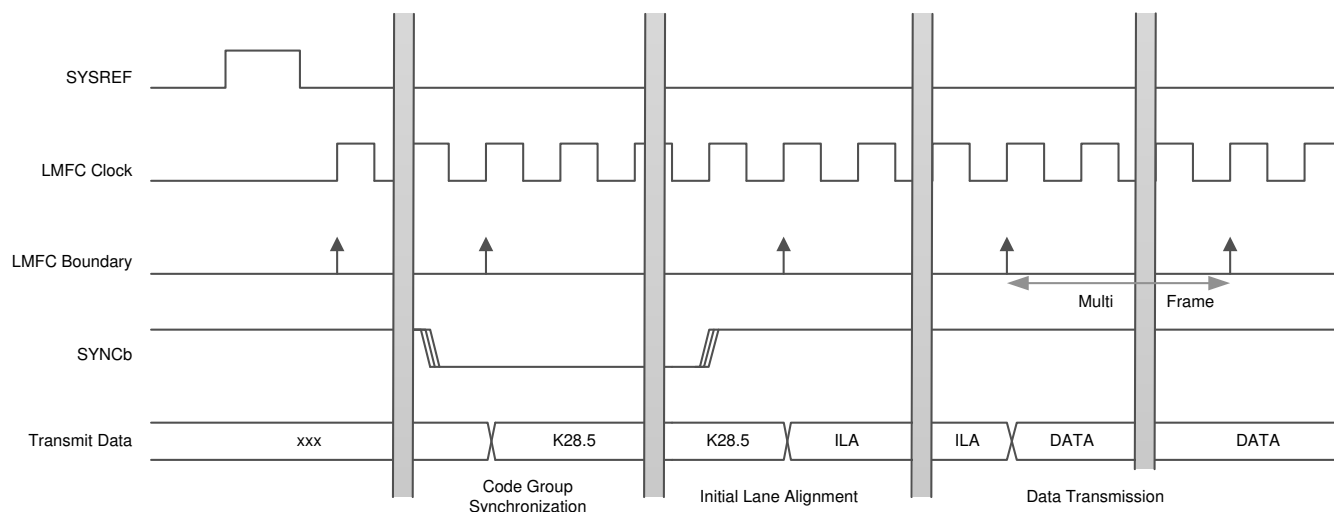 SYSREF
LMFC Clock
LMFC Boundary
Multi Frame
SYNCb
Transmit Data
xxx
K28.5
K28.5
ILA
ILA
DATA
DATA
Code Group
Synchronization
Initial Lane Alignment
Data Transmission